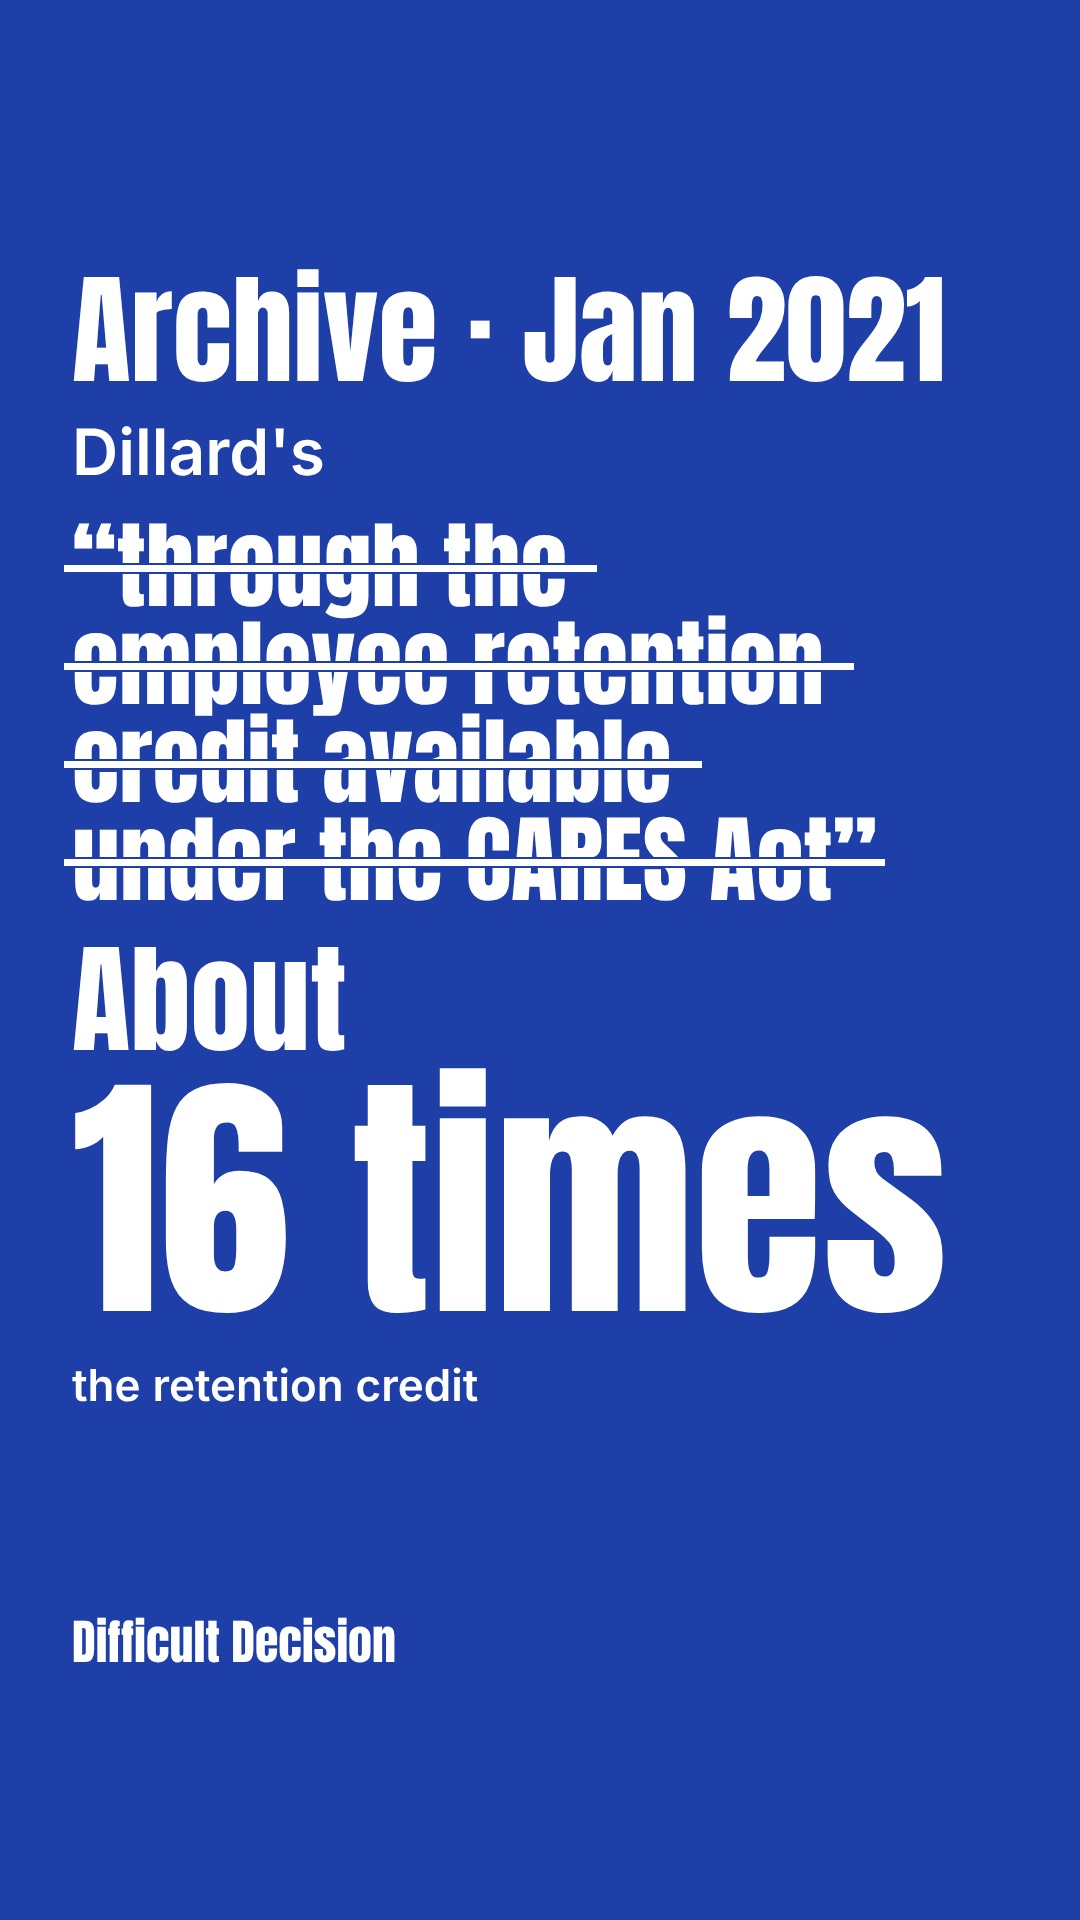 Archive · Jan 2021
Dillard's
“through the
employee retention
credit available
under the CARES Act”
About
16 times
the retention credit
Difficult Decision